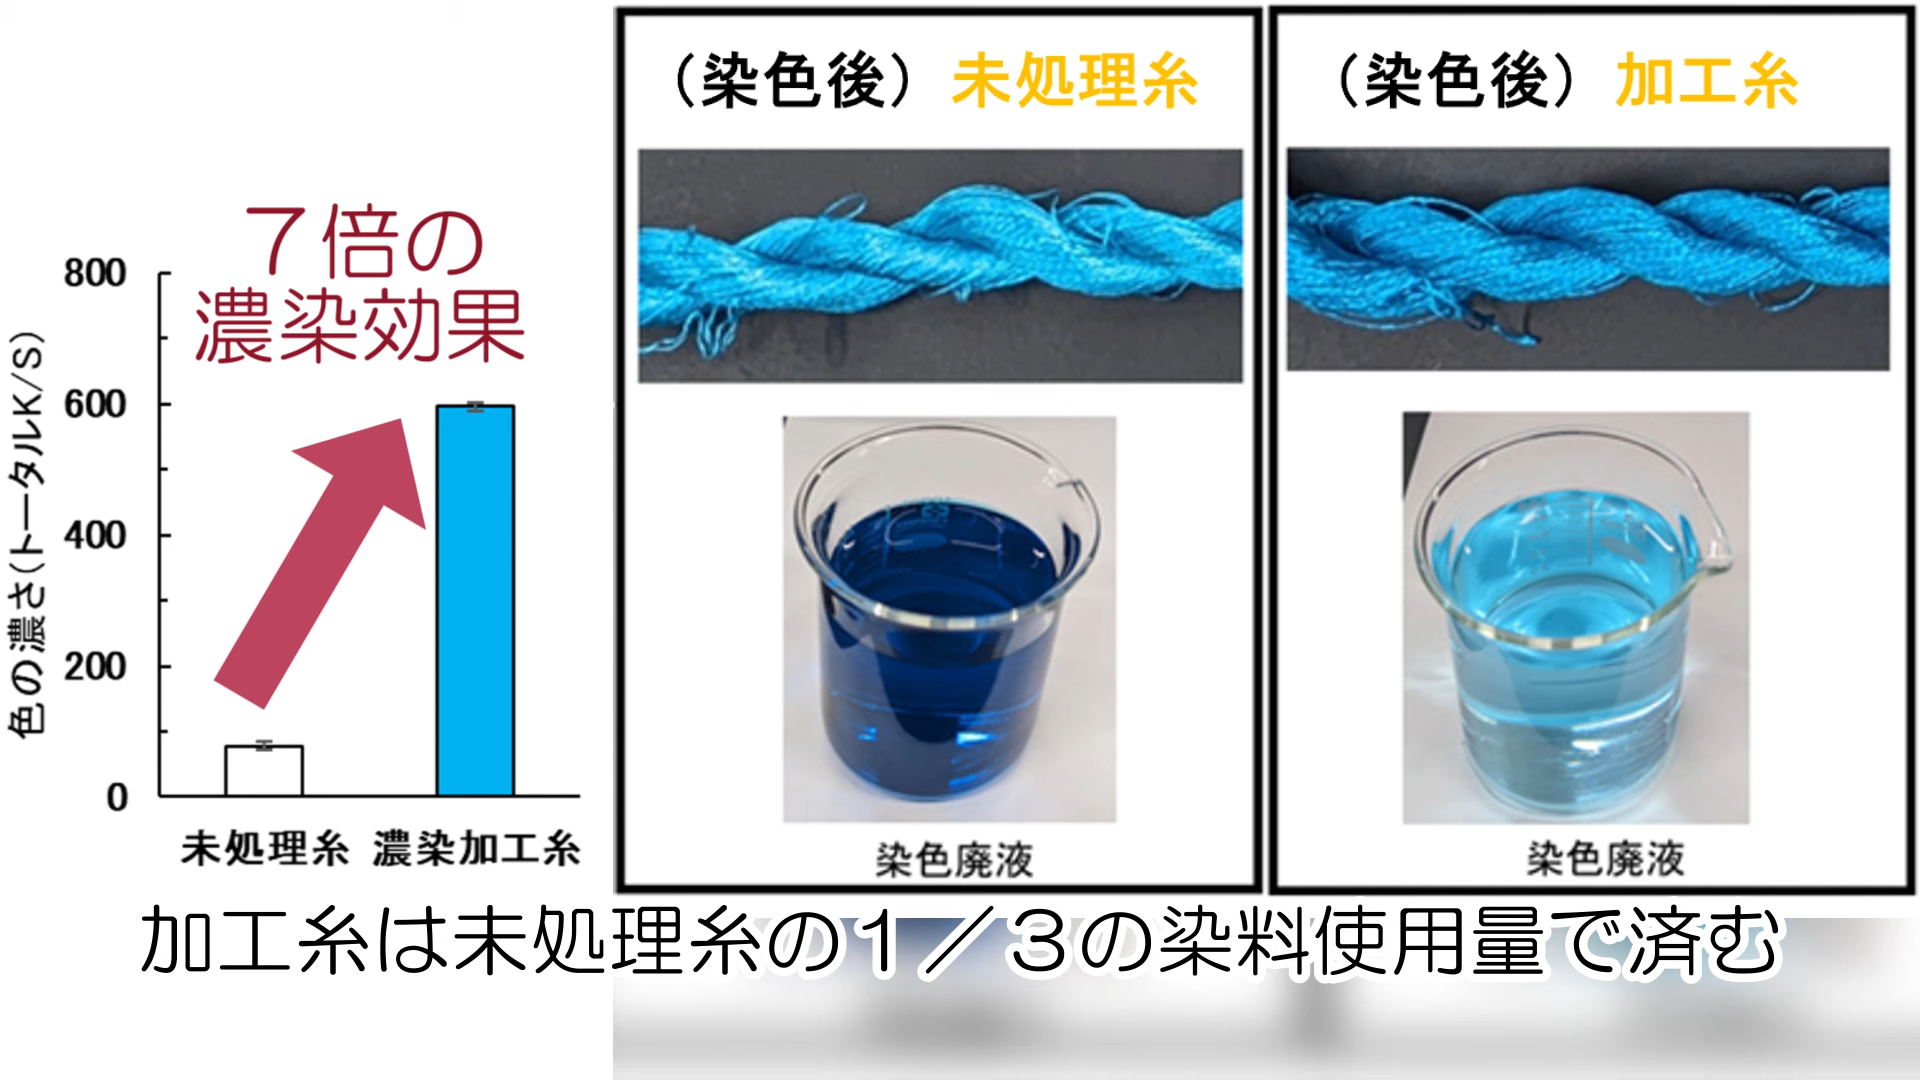 ７倍の
濃染効果
色の濃さ(トータルK/S)
800
600
400
200
0
未処理糸 濃染加工糸
（染色後）未処理糸
染色廃液
（染色後）加工糸
染色廃液
加工糸は未処理糸の１／３の染料使用量で済む